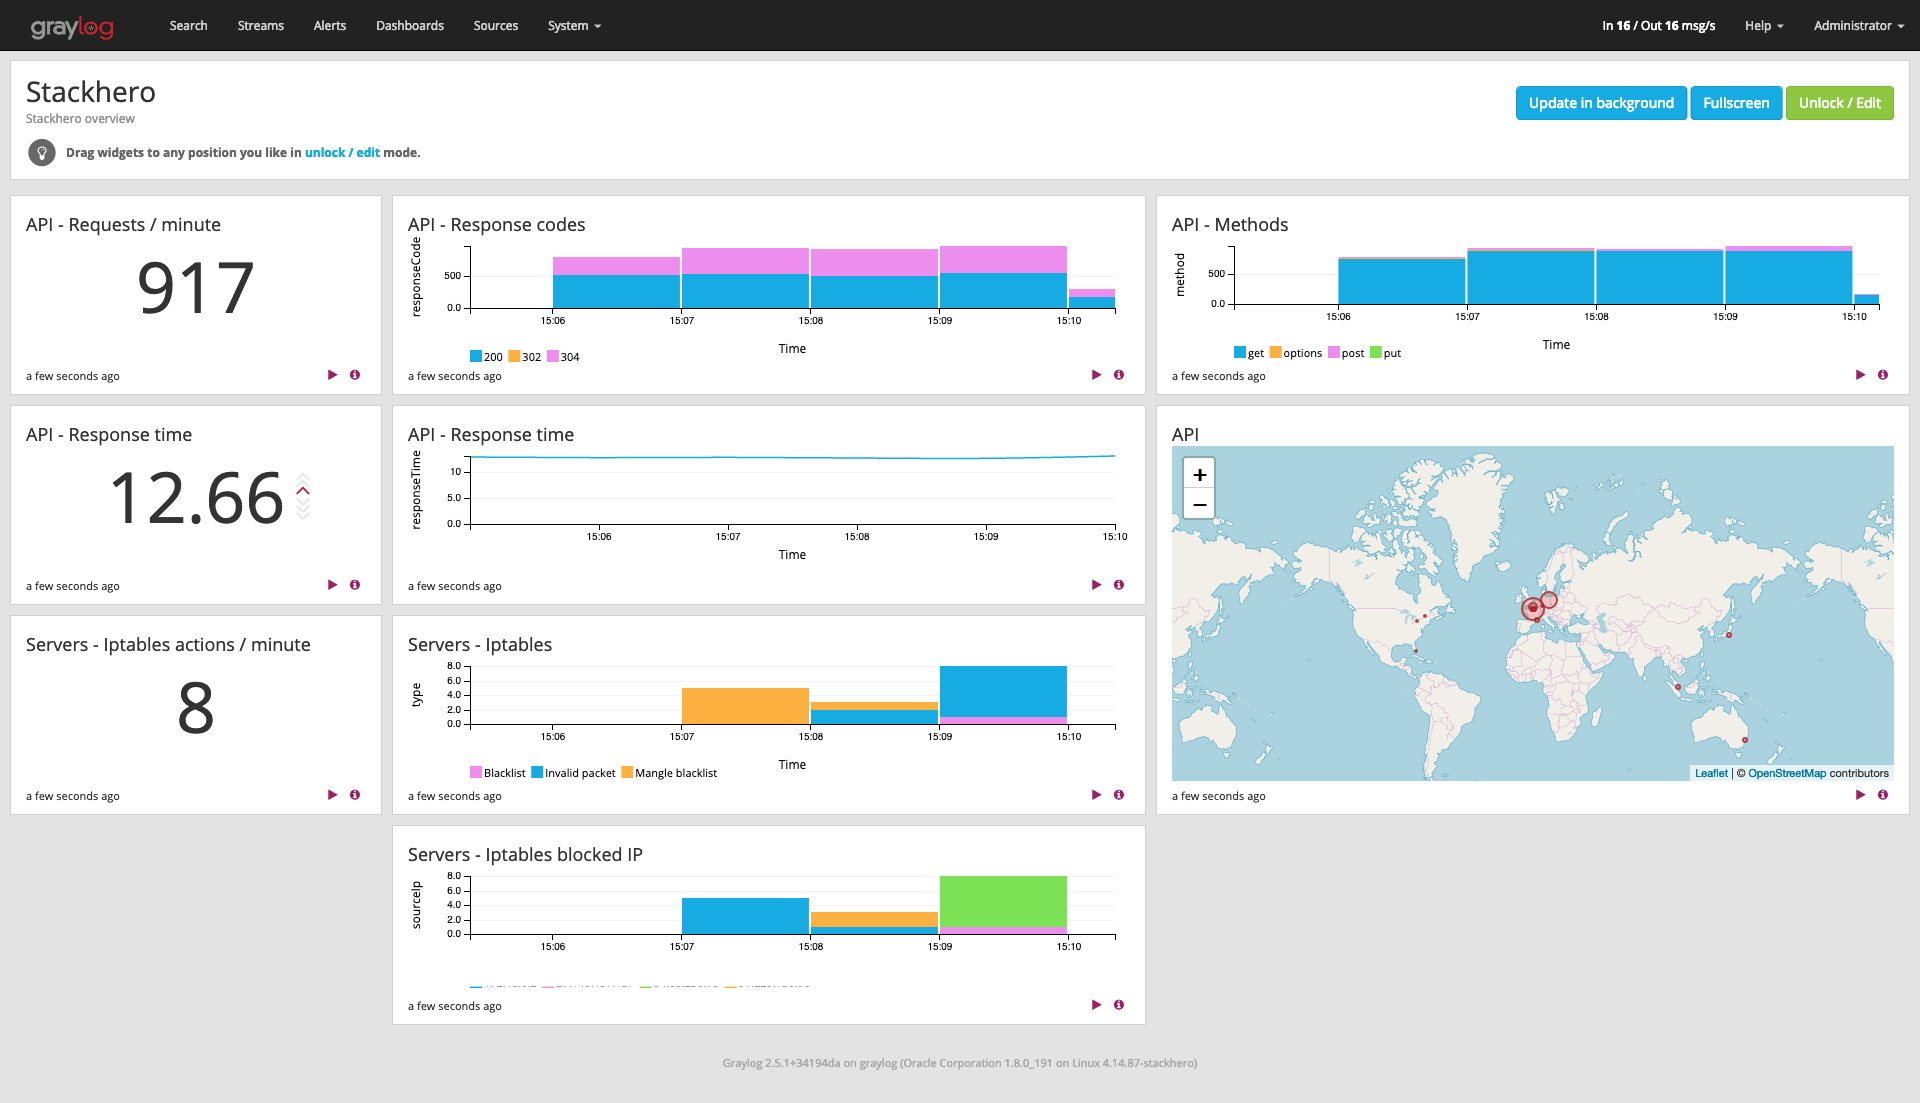 graylog
Search
Streams
Alerts
Dashboards
Sources
System
In 16 / Out 16 msg/s
Help
Administrator
Stackhero
Stackhero overview
Drag widgets to any position you like in unlock / edit mode.
Update in background
Fullscreen
Unlock / Edit
API - Requests / minute
917
a few seconds ago
API - Response codes
responseCode
500
0.0
15:06
15:07
15:08
15:09
15:10
Time
200
302
304
a few seconds ago
API - Methods
method
500
0.0
15:06
15:07
15:08
15:09
15:10
Time
get
options
post
put
a few seconds ago
API - Response time
12.66
a few seconds ago
API - Response time
responseTime
10
5.0
0.0
15:06
15:07
15:08
15:09
15:10
Time
a few seconds ago
API
+
−
Leaflet | © OpenStreetMap contributors
a few seconds ago
Servers - Iptables actions / minute
8
a few seconds ago
Servers - Iptables
type
8.0
6.0
4.0
2.0
0.0
15:06
15:07
15:08
15:09
15:10
Time
Blacklist
Invalid packet
Mangle blacklist
a few seconds ago
Servers - Iptables blocked IP
sourceIp
8.0
6.0
4.0
2.0
0.0
15:06
15:07
15:08
15:09
15:10
a few seconds ago
Graylog 2.5.1+34194da on graylog (Oracle Corporation 1.8.0_191 on Linux 4.14.87-stackhero)